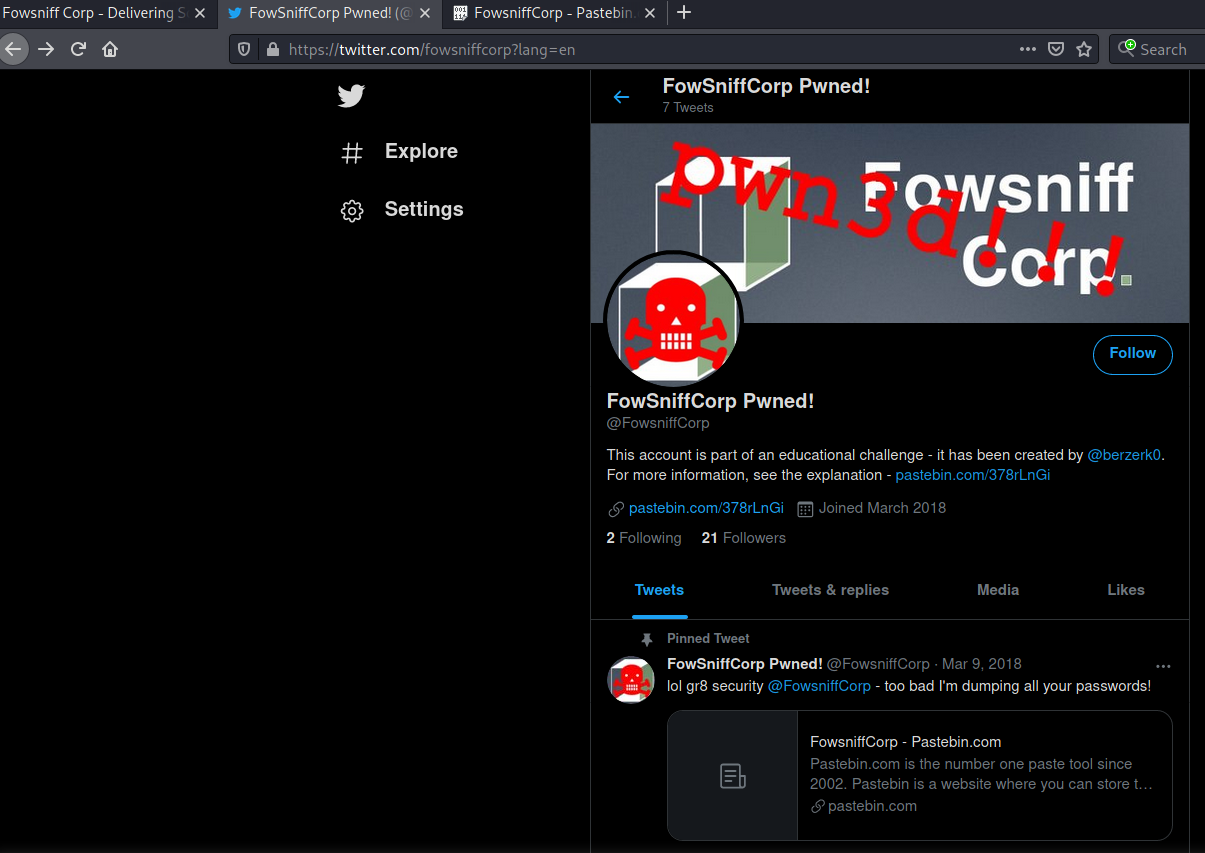 Fowsniff Corp - Delivering S
FowSniffCorp Pwned! (@
FowsniffCorp - Pastebin.
https://twitter.com/fowsniffcorp?lang=en
Search
FowSniffCorp Pwned!
7 Tweets
Explore
Settings
Fowsniff
Corp.
pwn3d!!!
Follow
FowSniffCorp Pwned!
@FowsniffCorp
This account is part of an educational challenge - it has been created by @berzerk0.
For more information, see the explanation - pastebin.com/378rLnGi
pastebin.com/378rLnGi Joined March 2018
2 Following 21 Followers
Tweets Tweets & replies Media Likes
Pinned Tweet
FowSniffCorp Pwned! @FowsniffCorp · Mar 9, 2018
lol gr8 security @FowsniffCorp - too bad I'm dumping all your passwords!
FowsniffCorp - Pastebin.com
Pastebin.com is the number one paste tool since
2002. Pastebin is a website where you can store t…
pastebin.com